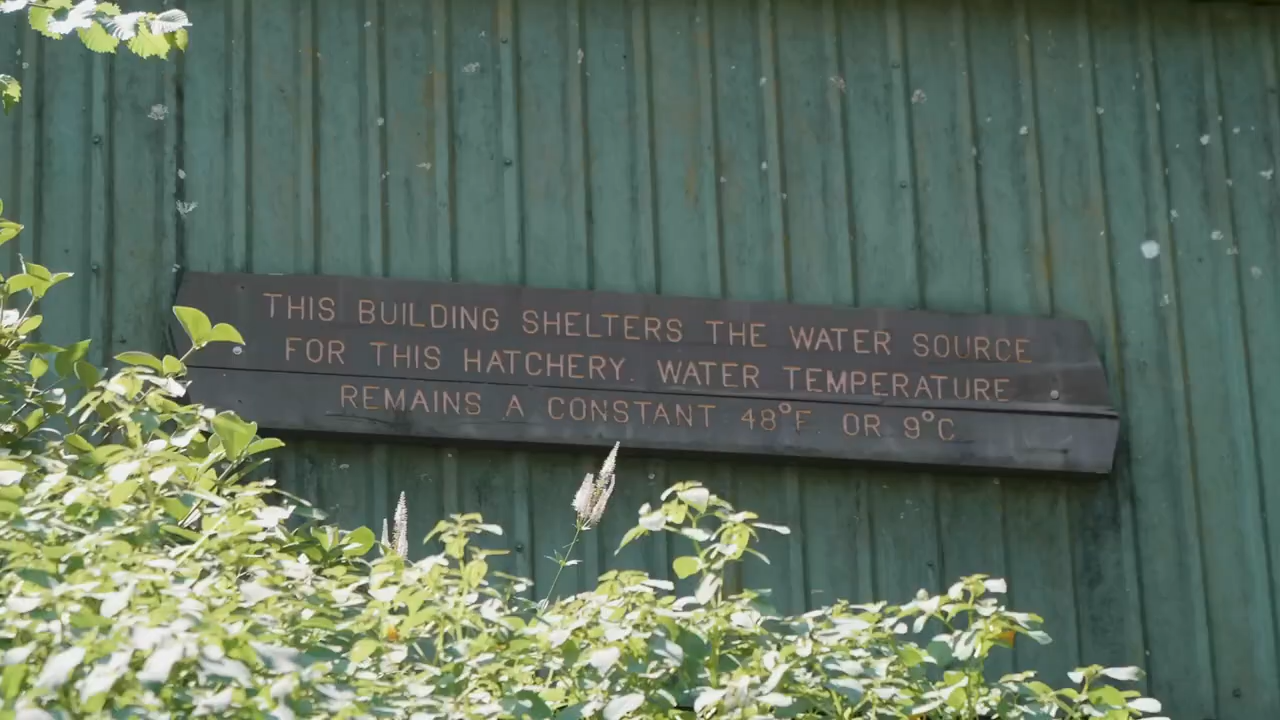 THIS BUILDING SHELTERS THE WATER SOURCE
FOR THIS HATCHERY. WATER TEMPERATURE
REMAINS A CONSTANT 48°F. OR 9°C